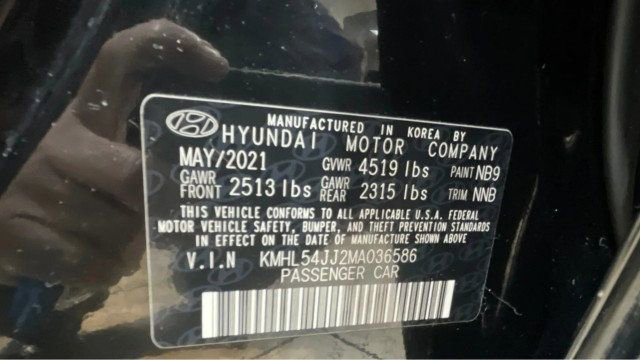 MANUFACTURED IN KOREA BY
HYUNDAI MOTOR COMPANY
MAY/2021 GVWR 4519 lbs PAINT NB9
GAWR FRONT 2513 lbs GAWR REAR 2315 lbs TRIM NNB
THIS VEHICLE CONFORMS TO ALL APPLICABLE U.S.A. FEDERAL
MOTOR VEHICLE SAFETY, BUMPER, AND THEFT PREVENTION STANDARDS
IN EFFECT ON THE DATE OF MANUFACTURE SHOWN ABOVE.
V.I.N KMHL54JJ2MA036586
PASSENGER CAR